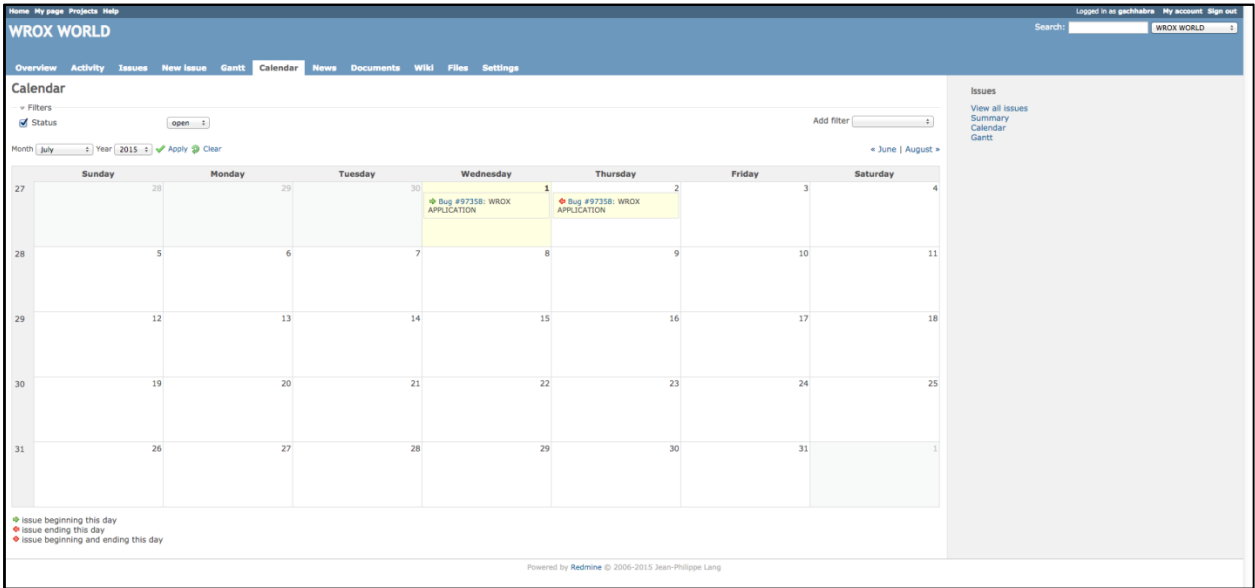 Home My page Projects Help Logged in as gschhabra My account Sign out
WROX WORLD Search: WROX WORLD
Overview Activity Issues New issue Gantt Calendar News Documents Wiki Files Settings
Calendar
Filters
Status open Add filter
Month July Year 2015 Apply Clear « June | August »
Sunday Monday Tuesday Wednesday Thursday Friday Saturday
27 28 29 30 1 2 3 4
Bug #97358: WROX Bug #97358: WROX
APPLICATION APPLICATION
28 5 6 7 8 9 10 11
29 12 13 14 15 16 17 18
30 19 20 21 22 23 24 25
31 26 27 28 29 30 31 1
issue beginning this day
issue ending this day
issue beginning and ending this day
Issues
View all issues
Summary
Calendar
Gantt
Powered by Redmine © 2006-2015 Jean-Philippe Lang